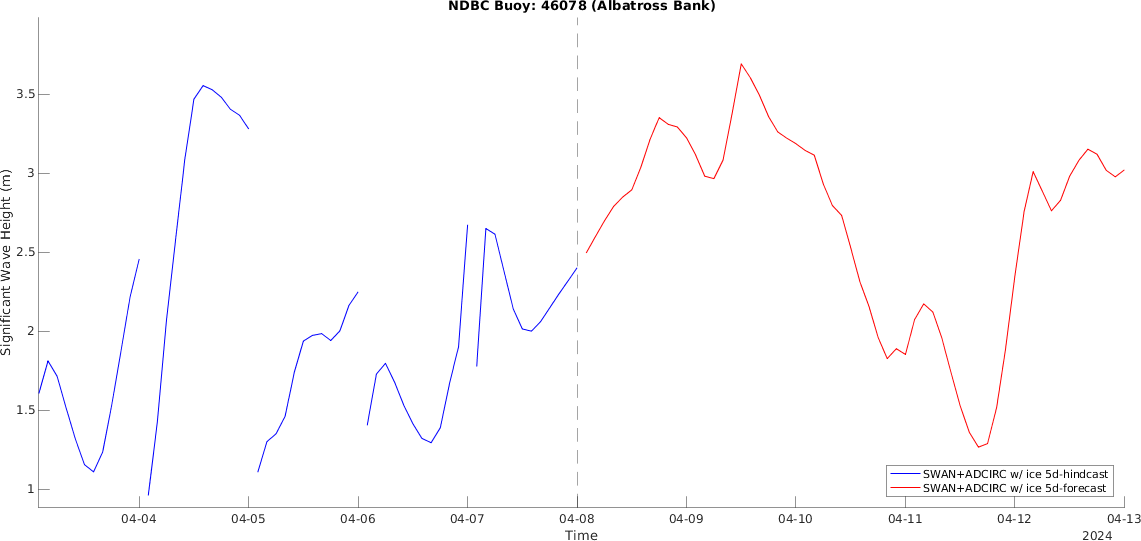 NDBC Buoy: 46078 (Albatross Bank)
Significant Wave Height (m)
3.5
3
2.5
2
1.5
1
SWAN+ADCIRC w/ ice 5d-hindcast
SWAN+ADCIRC w/ ice 5d-forecast
04-04 04-05 04-06 04-07 04-08 04-09 04-10 04-11 04-12 04-13
Time
2024